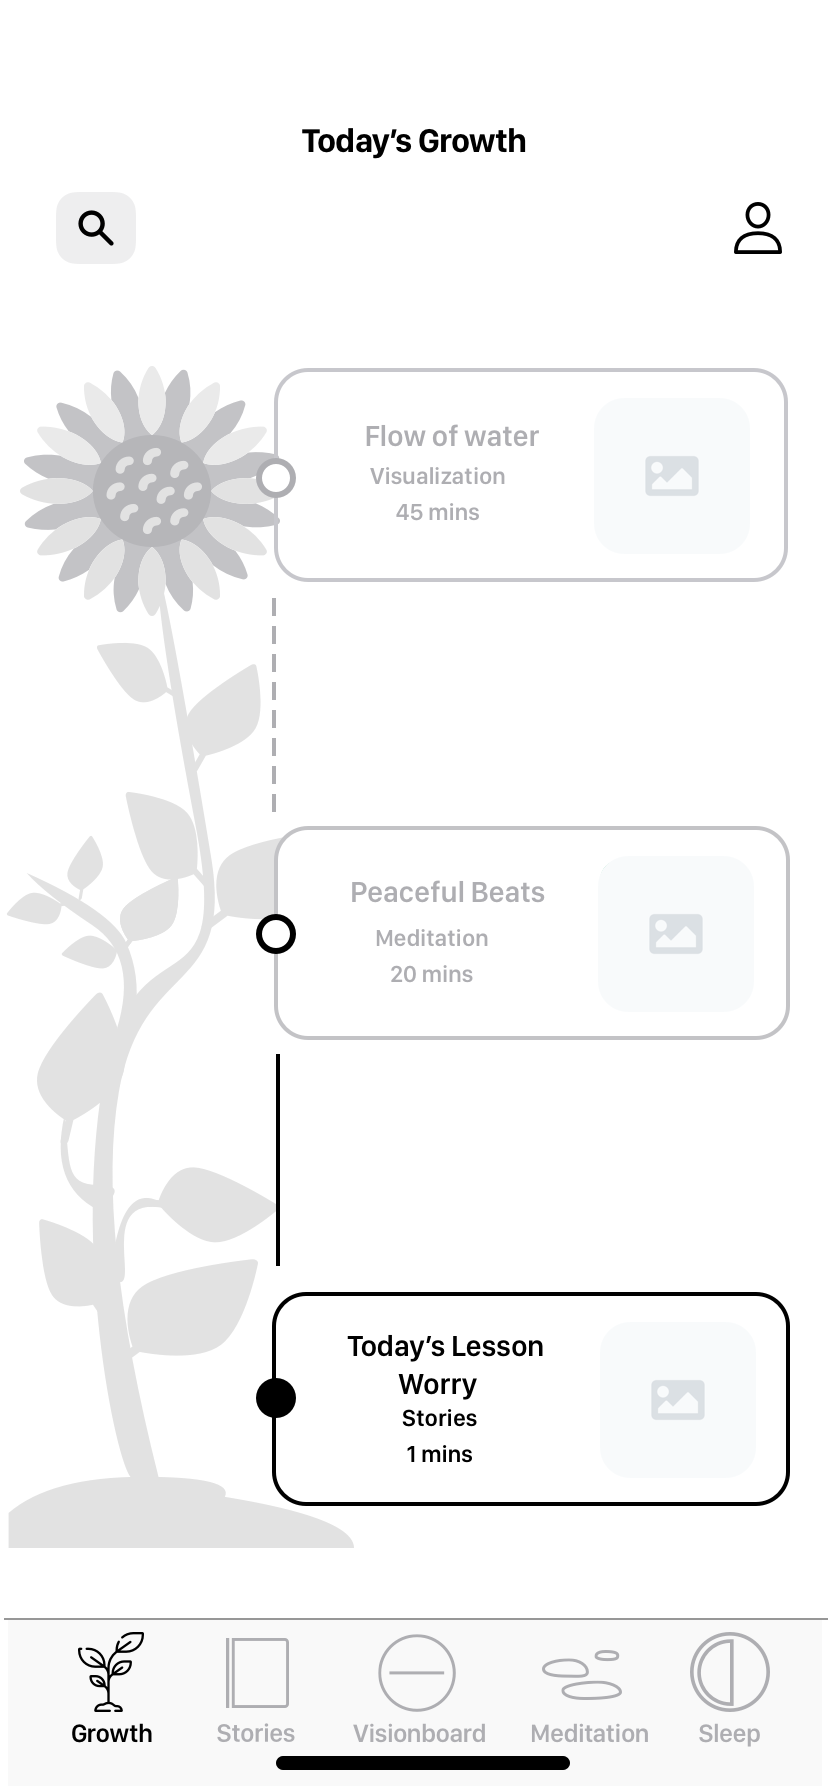 Today's Growth
Flow of water
Visualization
45 mins
Peaceful Beats
Meditation
20 mins
Today's Lesson
Worry
Stories
1 mins
Growth
Stories
Visionboard
Meditation
Sleep